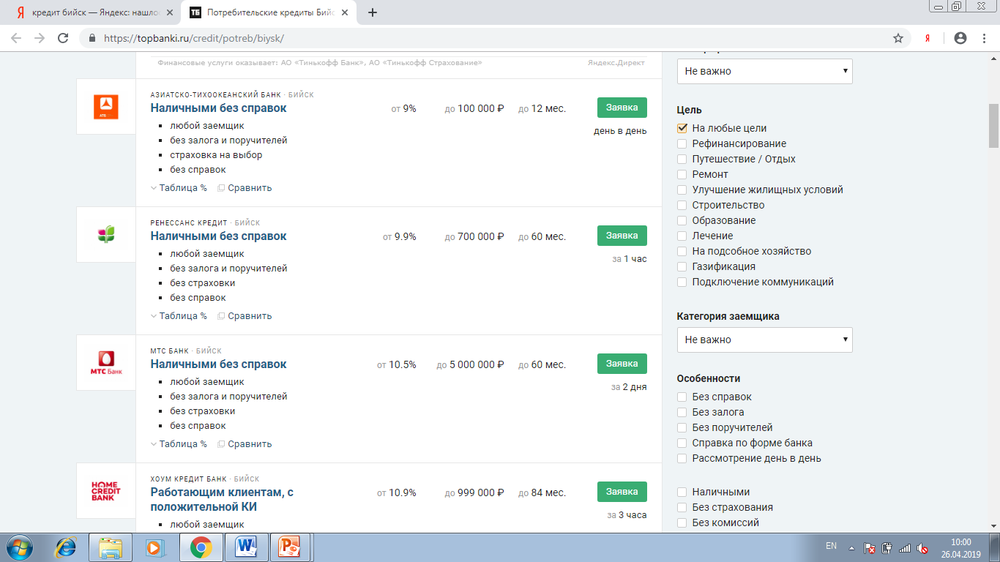 кредит бийск — Яндекс: нашло
Потребительские кредиты Бийс
https://topbanki.ru/credit/potreb/biysk/
Финансовые услуги оказывает: АО «Тинькофф Банк», АО «Тинькофф Страхование»
Яндекс.Директ
АЗИАТСКО-ТИХООКЕАНСКИЙ БАНК · БИЙСК
Наличными без справок
от 9% до 100 000 ₽ до 12 мес.
Заявка
день в день
любой заемщик
без залога и поручителей
страховка на выбор
без справок
Таблица % Сравнить
РЕНЕССАНС КРЕДИТ · БИЙСК
Наличными без справок
от 9.9% до 700 000 ₽ до 60 мес.
Заявка
за 1 час
любой заемщик
без залога и поручителей
без страховки
без справок
Таблица % Сравнить
МТС Банк
МТС БАНК · БИЙСК
Наличными без справок
от 10.5% до 5 000 000 ₽ до 60 мес.
Заявка
за 2 дня
любой заемщик
без залога и поручителей
без страховки
без справок
Таблица % Сравнить
HOME
CREDIT
BANK
ХОУМ КРЕДИТ БАНК · БИЙСК
Работающим клиентам, с
положительной КИ
от 10.9% до 999 000 ₽ до 84 мес.
Заявка
за 3 часа
любой заемщик
Не важно
Цель
На любые цели
Рефинансирование
Путешествие / Отдых
Ремонт
Улучшение жилищных условий
Строительство
Образование
Лечение
На подсобное хозяйство
Газификация
Подключение коммуникаций
Категория заемщика
Не важно
Особенности
Без справок
Без залога
Без поручителей
Справка по форме банка
Рассмотрение день в день
Наличными
Без страхования
Без комиссий
EN
10:00
26.04.2019